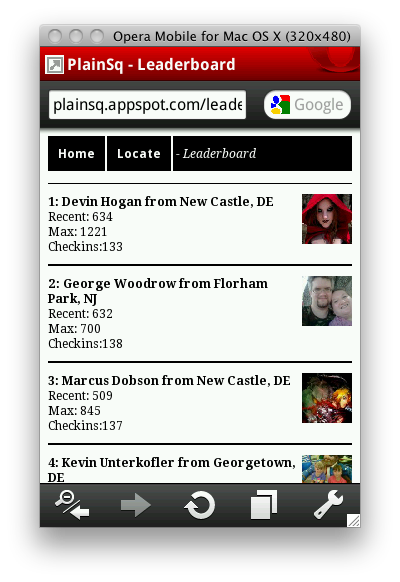 Opera Mobile for Mac OS X (320x480)
PlainSq - Leaderboard
plainsq.appspot.com/leade
Google
Home Locate - Leaderboard
1: Devin Hogan from New Castle, DE
Recent: 634
Max: 1221
Checkins:133
2: George Woodrow from Florham
Park, NJ
Recent: 632
Max: 700
Checkins:138
3: Marcus Dobson from New Castle, DE
Recent: 509
Max: 845
Checkins:137
4: Kevin Unterkofler from Georgetown,
DE